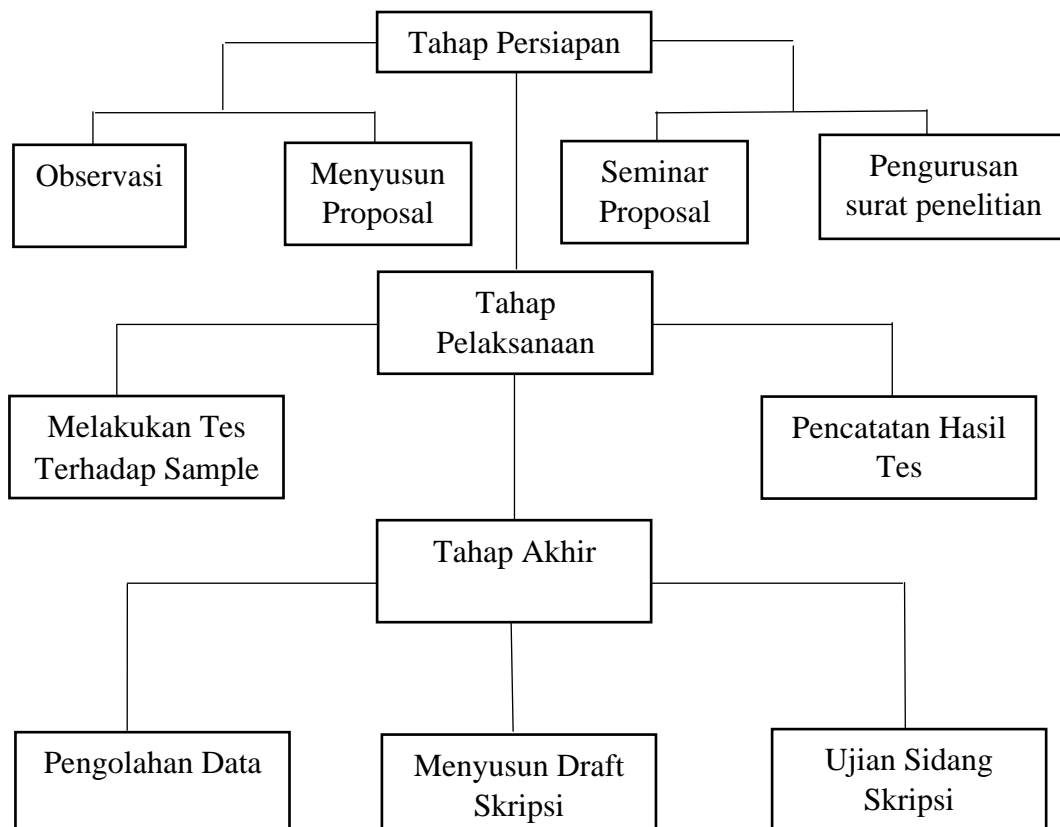 Tahap Persiapan
Observasi
Menyusun
Proposal
Seminar
Proposal
Pengurusan
surat penelitian
Tahap
Pelaksanaan
Melakukan Tes
Terhadap Sample
Pencatatan Hasil
Tes
Tahap Akhir
Pengolahan Data
Menyusun Draft
Skripsi
Ujian Sidang
Skripsi